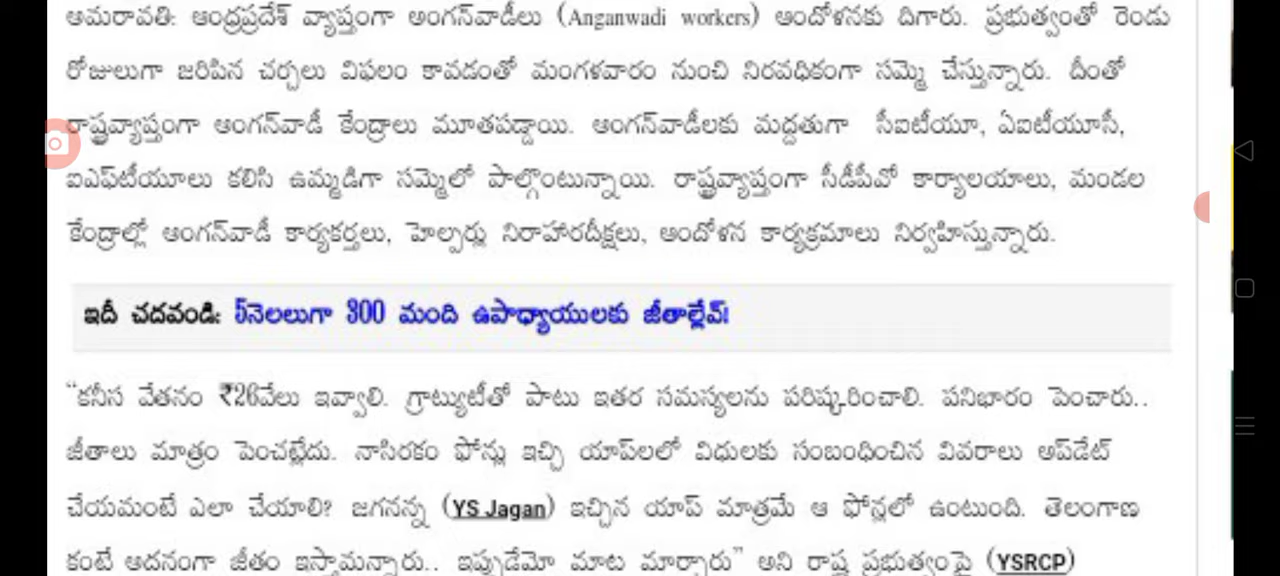 అమరావతి: ఆంధ్రప్రదేశ్ వ్యాప్తంగా అంగన్‌వాడీలు (Anganwadi workers) ఆందోళనకు దిగారు. ప్రభుత్వంతో రెండు
రోజులుగా జరిపిన చర్చలు విఫలం కావడంతో మంగళవారం నుంచి నిరవధికంగా సమ్మె చేస్తున్నారు. దీంతో
రాష్ట్రవ్యాప్తంగా అంగన్‌వాడీ కేంద్రాలు మూతపడ్డాయి. అంగన్‌వాడీలకు మద్దతుగా సీఐటీయూ, ఏఐటీయూసీ,
ఐఎఫ్‌టీయూలు కలిసి ఉమ్మడిగా సమ్మెలో పాల్గొంటున్నాయి. రాష్ట్రవ్యాప్తంగా సీడీపీవో కార్యాలయాలు, మండల
కేంద్రాల్లో అంగన్‌వాడీ కార్యకర్తలు, హెల్పర్లు నిరాహారదీక్షలు, ఆందోళన కార్యక్రమాలు నిర్వహిస్తున్నారు.
ఇదీ చదవండి: 5నెలలుగా 300 మంది ఉపాధ్యాయులకు జీతాల్లేవ్!
“కనీస వేతనం ₹26వేలు ఇవ్వాలి. గ్రాట్యుటీతో పాటు ఇతర సమస్యలను పరిష్కరించాలి. పనిభారం పెంచారు..
జీతాలు మాత్రం పెంచట్లేదు. నాసిరకం ఫోన్లు ఇచ్చి యాప్‌లలో విధులకు సంబంధించిన వివరాలు అప్‌డేట్
చేయమంటే ఎలా చేయాలి? జగనన్న (YS Jagan) ఇచ్చిన యాప్ మాత్రమే ఆ ఫోన్లలో ఉంటుంది. తెలంగాణ
కంటే అదనంగా జీతం ఇస్తామన్నారు.. ఇప్పుడేమో మాట మార్చారు” అని రాష్ట్ర ప్రభుత్వంపై (YSRCP)